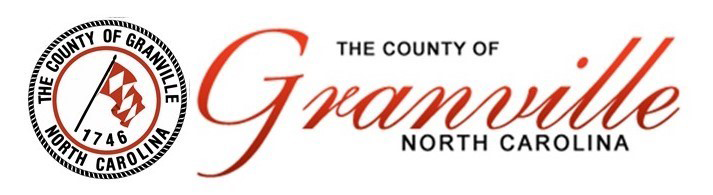 THE COUNTY OF GRANVILLE
1746
NORTH CAROLINA
THE COUNTY OF
Granville
NORTH CAROLINA